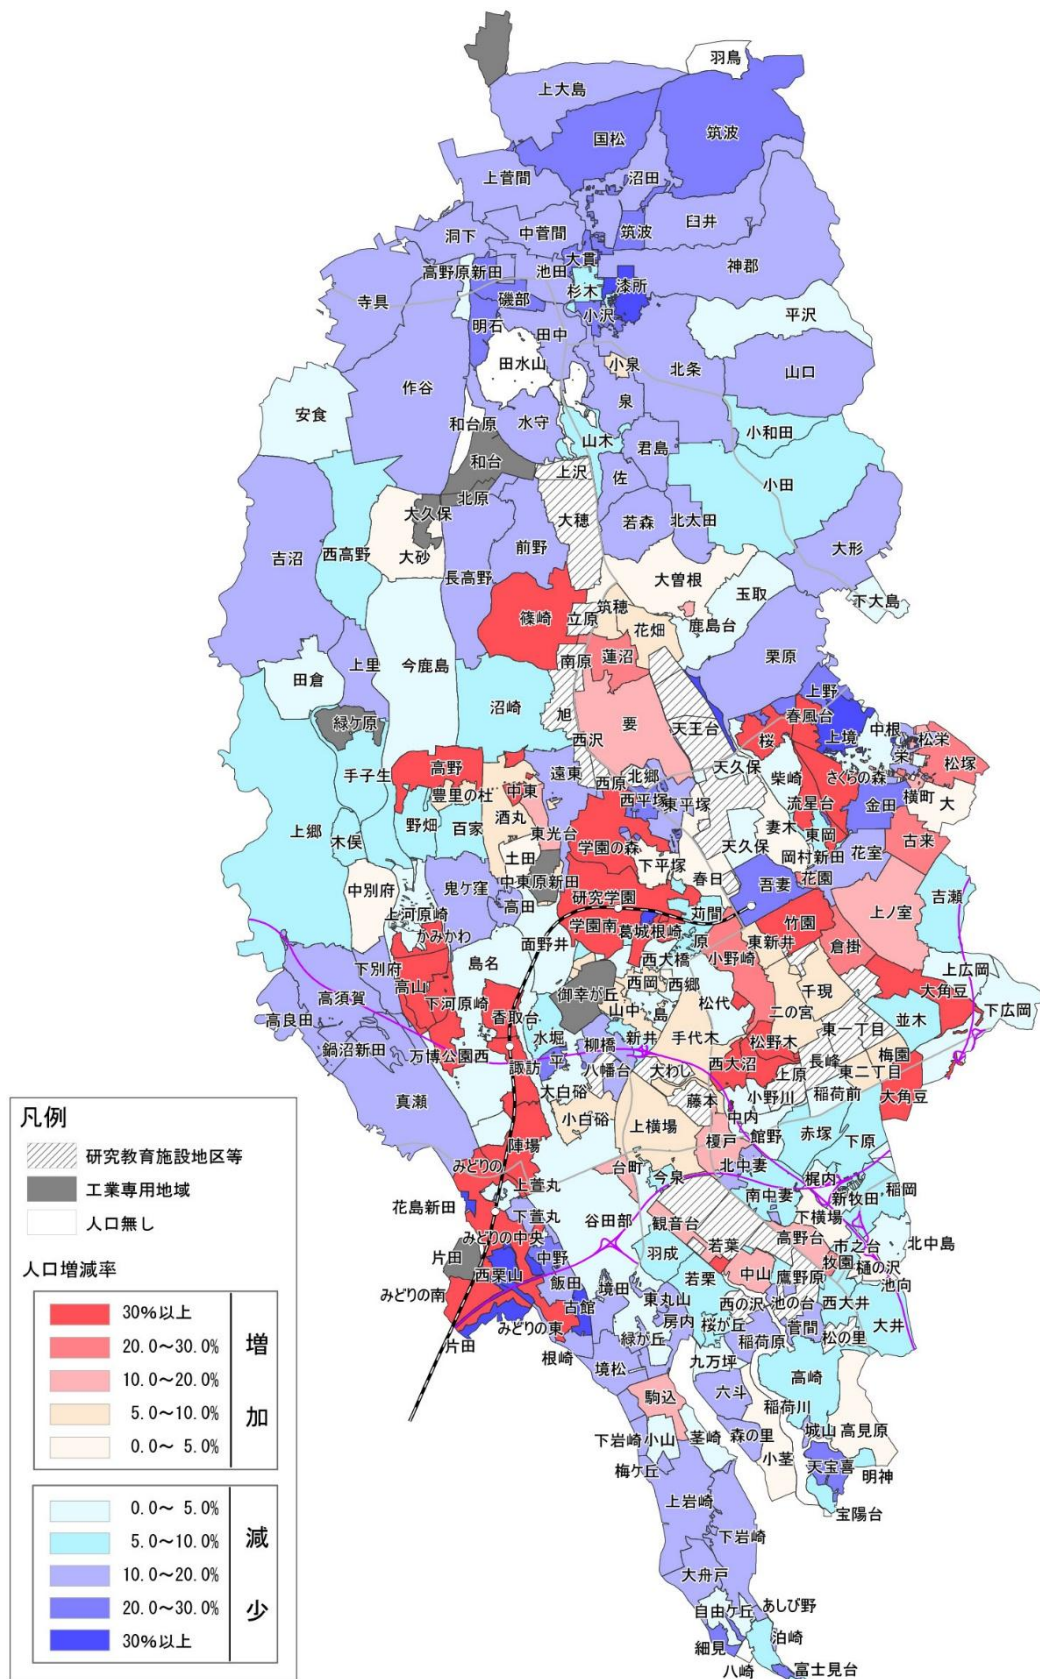 羽鳥
上大島
国松
筑波
上菅間
沼田
臼井
洞下
中菅間
筑波
大貫
神郡
高野原新田
池田
漆所
寺具
磯部
杉木
小沢
平沢
明石
田中
小泉
北条
山口
田水山
作谷
泉
安食
和台原
水守
山木
君島
小和田
和台
上沢
佐
小田
北原
大久保
大穂
若森
北太田
吉沼
西高野
大砂
前野
大形
長高野
大曽根
玉取
下大島
篠崎
立原
筑穂
花畑
鹿島台
上里
今鹿島
南原
蓮沼
栗原
田倉
沼崎
上野
緑ケ原
旭
要
天王台
桜
春風台
上境
中根
松栄
西沢
栄
松塚
手子生
高野
遠東
西原
北郷
天久保
柴崎
さくらの森
豊里の杜
中東
西平塚
東平塚
流星台
金田
横町
大
上郷
木俣
野畑
百家
酒丸
東光台
学園の森
妻木
東岡
古来
天久保
岡村新田
花室
土田
下平塚
春日
中別府
鬼ケ窪
中東原新田
吾妻
花園
吉瀬
高田
研究学園
苅間
上ノ室
上河原崎
かみかわ
学園南
葛城根崎
竹園
面野井
原
小野崎
東新井
倉掛
下別府
島名
西大橋
上広岡
高須賀
高山
御幸が丘
西岡
西郷
千現
大角豆
下河原崎
松代
下広岡
高良田
香取台
山中
島
二の宮
並木
水堀
手代木
東一丁目
鍋沼新田
柳橋
新井
松野木
梅園
万博公園西
平
西大沼
長峰
諏訪
八幡台
大わし
上原
東二丁目
真瀬
大白硲
小野川
稲荷前
大角豆
藤本
中内
小白硲
上横場
館野
赤塚
下原
陣場
榎戸
みどりの
台町
北中妻
今泉
梶内
上萱丸
南中妻
新牧田
稲岡
花島新田
下萱丸
谷田部
下横場
観音台
みどりの中央
高野台
市之台
北中島
片田
中野
羽成
若葉
牧園
樋の沢
西栗山
中山
鷹野原
飯田
境田
若栗
池向
みどりの南
西の沢
池の台
西大井
古館
東丸山
大井
みどりの東
桜が丘
菅間
片田
房内
松の里
緑が丘
稲荷原
根崎
九万坪
境松
高崎
駒込
六斗
稲荷川
下岩崎
茎崎
城山
高見原
小山
森の里
梅ケ丘
小茎
天宝喜
明神
上岩崎
宝陽台
下岩崎
大舟戸
自由ケ丘
あしび野
細見
泊崎
八崎
富士見台
凡例
研究教育施設地区等
工業専用地域
人口無し
人口増減率
30%以上
20.0～30.0%
10.0～20.0%
5.0～10.0%
0.0～ 5.0%
増加
0.0～ 5.0%
5.0～10.0%
10.0～20.0%
20.0～30.0%
30%以上
減少